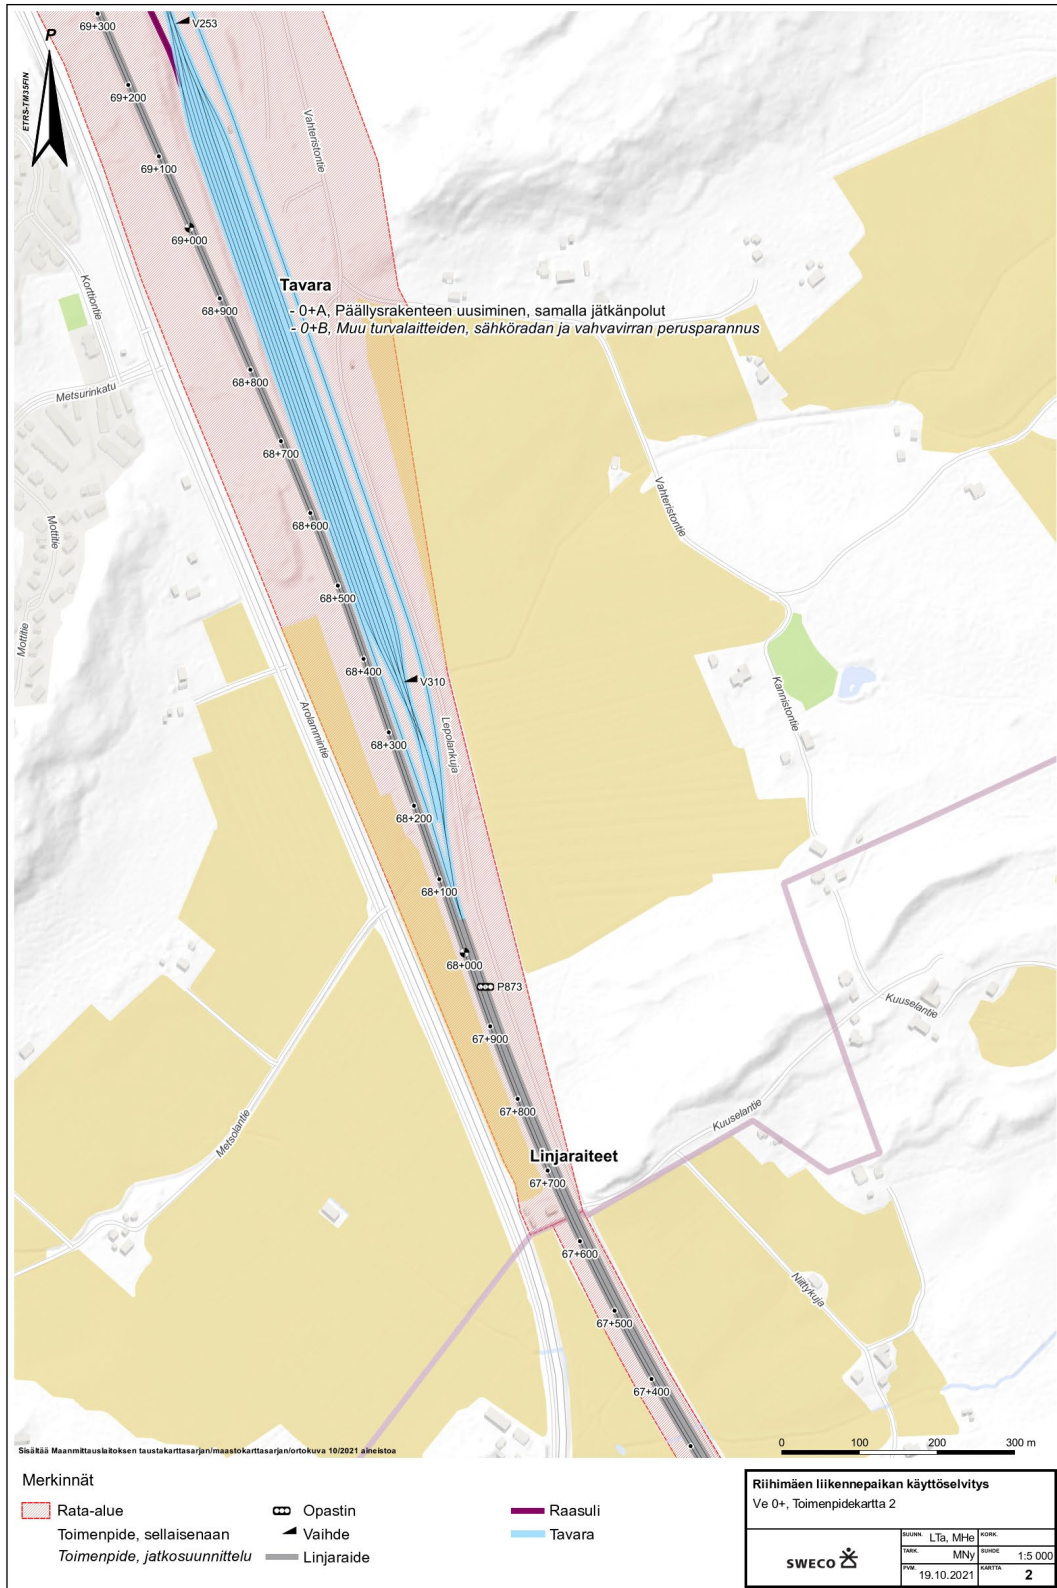 69+300
V253
P
ETRS-TM35FIN
69+200
Vahteristontie
69+100
69+000
Korttiontie
Tavara
- 0+A, Päällysrakenteen uusiminen, samalla jätkänpolut
- 0+B, Muu turvalaitteiden, sähköradan ja vahvavirran perusparannus
68+900
68+800
Metsurinkatu
68+700
68+600
Vahteristontie
Mottitie
68+500
Mottitie
68+400
V310
Kannistontie
Arolammintie
Lepolankuja
68+300
68+200
68+100
68+000
P873
Kuuselantie
67+900
67+800
Metsolantie
Kuuselantie
Linjaraiteet
67+700
67+600
Niittykuja
67+500
67+400
Sisältää Maanmittauslaitoksen taustakarttasarjan/maastokarttasarjan/ortokuva 10/2021 aineistoa
0 100 200 300 m
Merkinnät
Rata-alue
Toimenpide, sellaisenaan
Toimenpide, jatkosuunnittelu
Opastin
Vaihde
Linjaraide
Raasuli
Tavara
Riihimäen liikennepaikan käyttöselvitys
Ve 0+, Toimenpidekartta 2
SWECO
SUUNN. LTa, MHe KORK.
TARK. MNy SUHDE 1:5 000
PVM. 19.10.2021 KARTTA 2